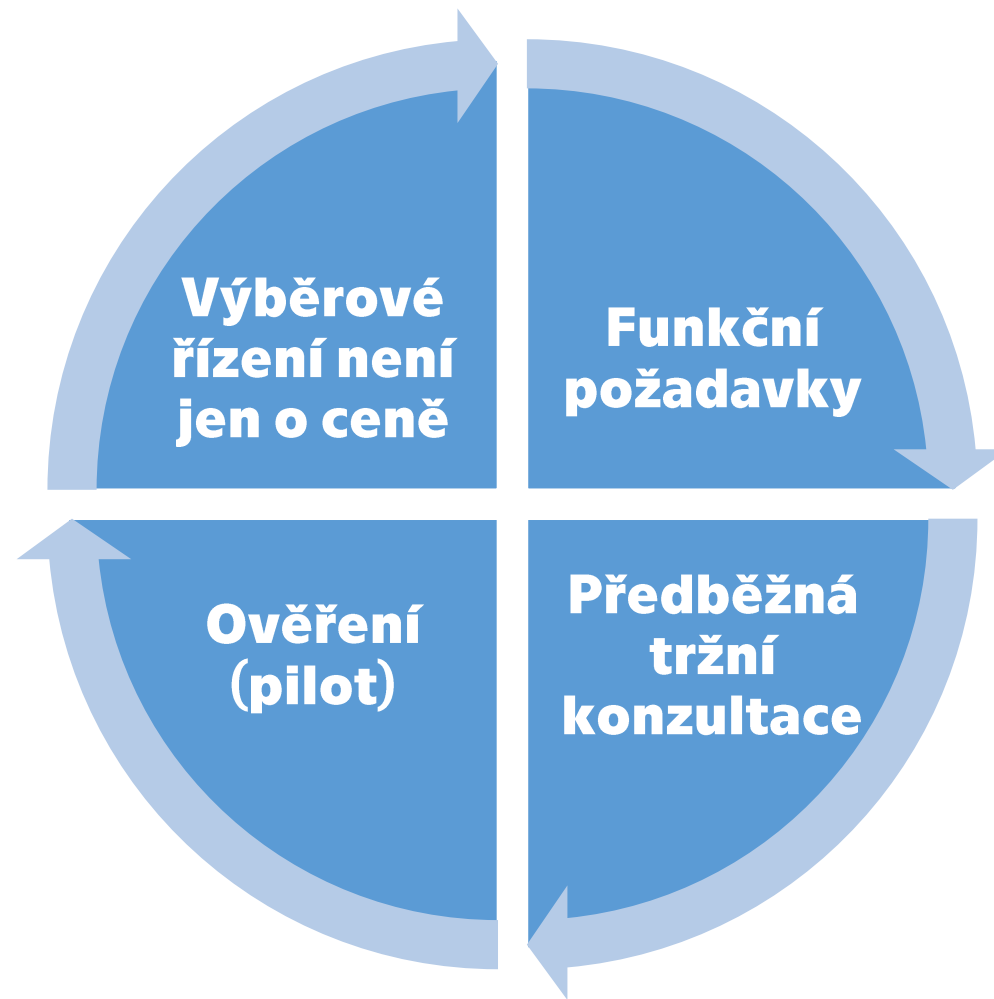 Výběrové
řízení není
jen o ceně
Funkční
požadavky
Ověření
(pilot)
Předběžná
tržní
konzultace